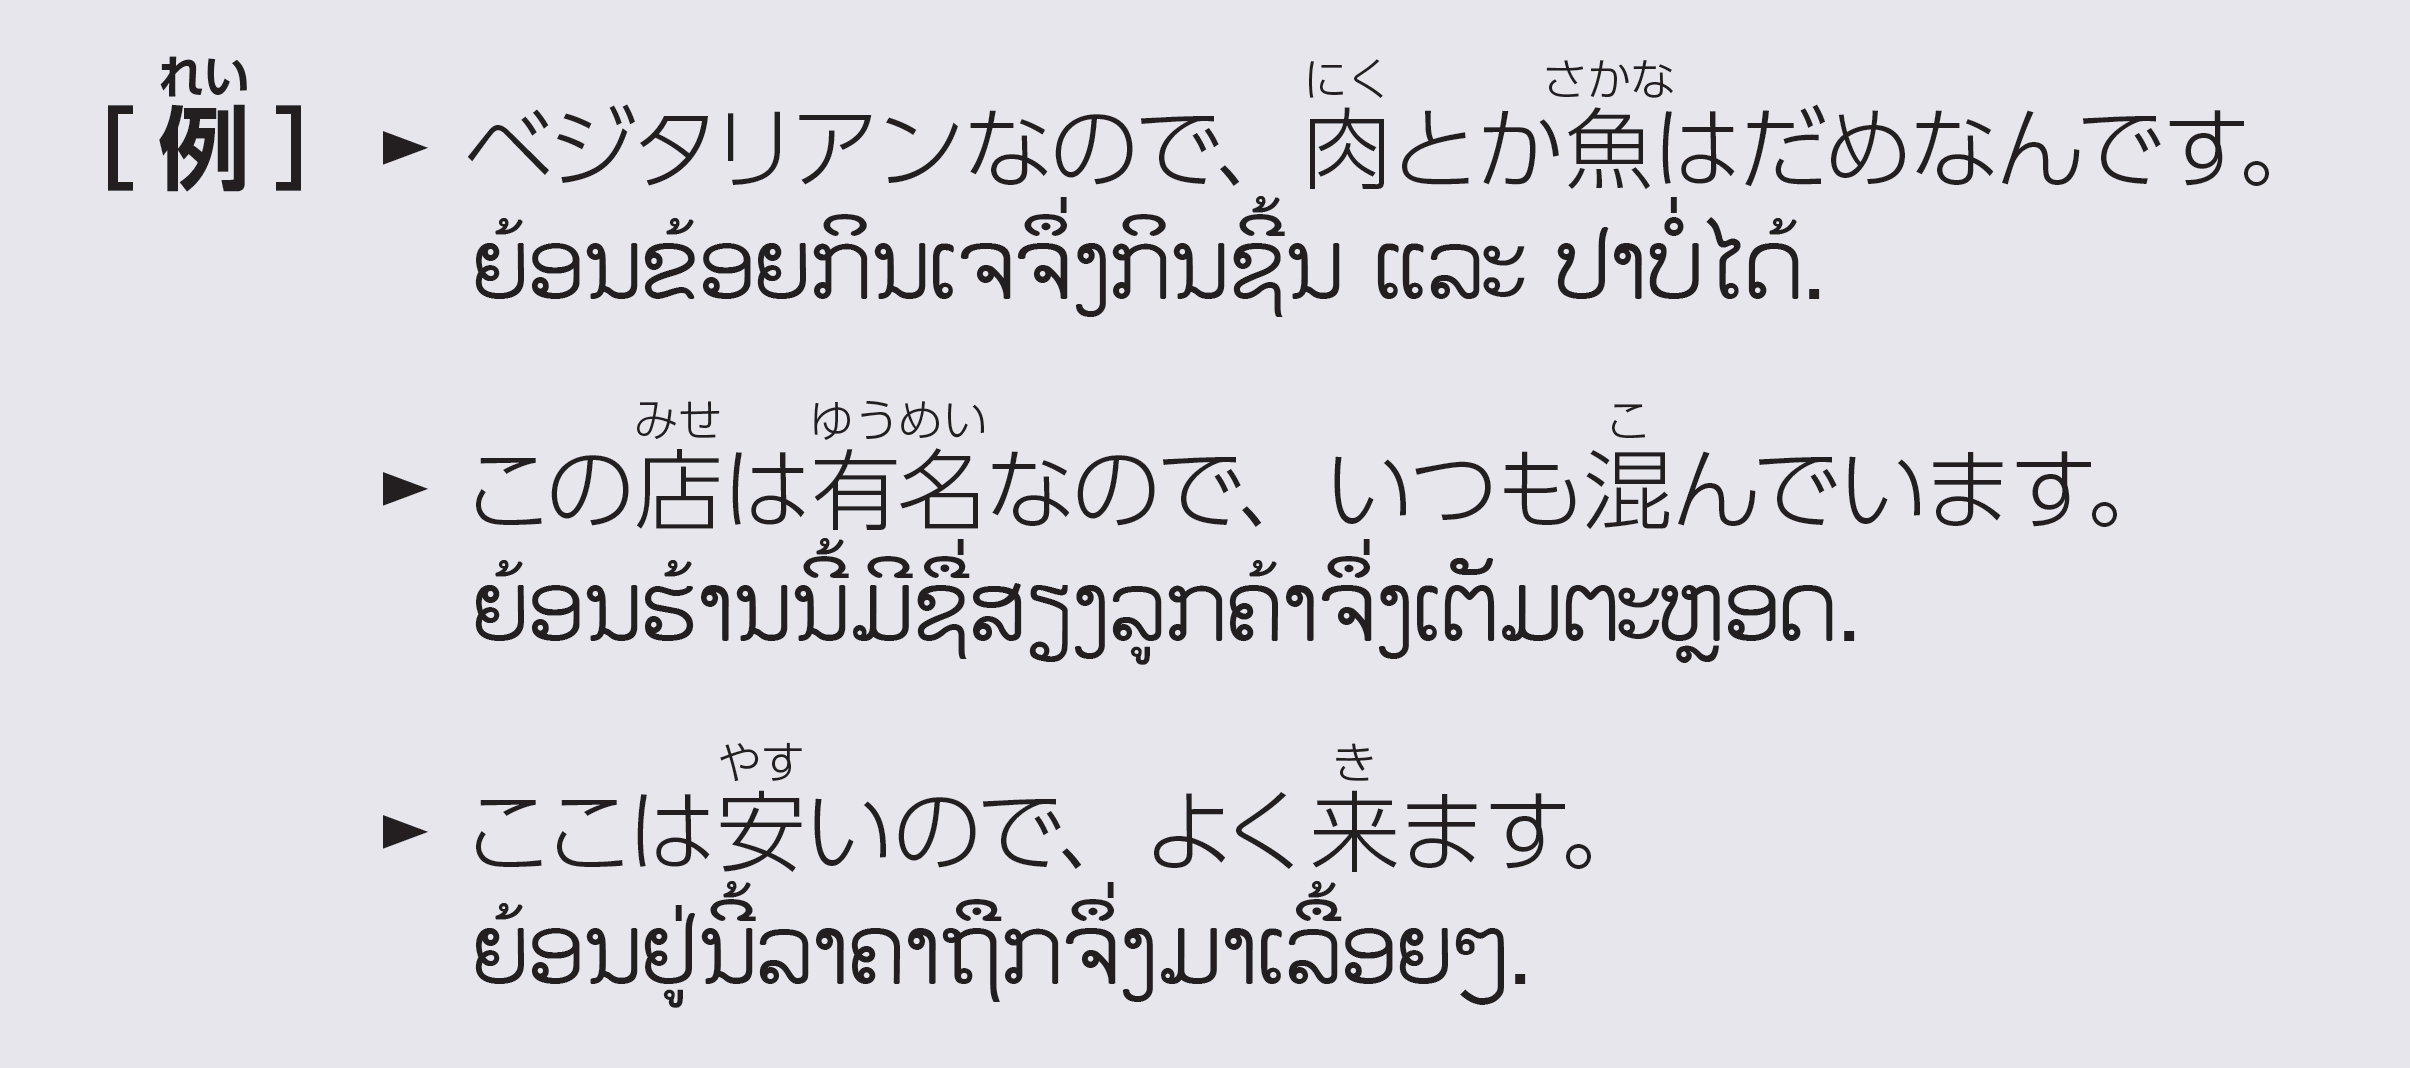 れい
[ 例 ] ► ベジタリアンなので、肉とか魚はだめなんです。
にく さかな
ຍ້ອນຂ້ອຍກິນເຈຈຶ່ງກິນຊີ້ນ ແລະ ປາບໍ່ໄດ້.
みせ ゆうめい こ
► この店は有名なので、いつも混んでいます。
ຍ້ອນຮ້ານນີ້ມີຊື່ສຽງລູກຄ້າຈຶ່ງເຕັມຕະຫຼອດ.
やす き
► ここは安いので、よく来ます。
ຍ້ອນຢູ່ນີ້ລາຄາຖືກຈຶ່ງມາເລື້ອຍໆ.